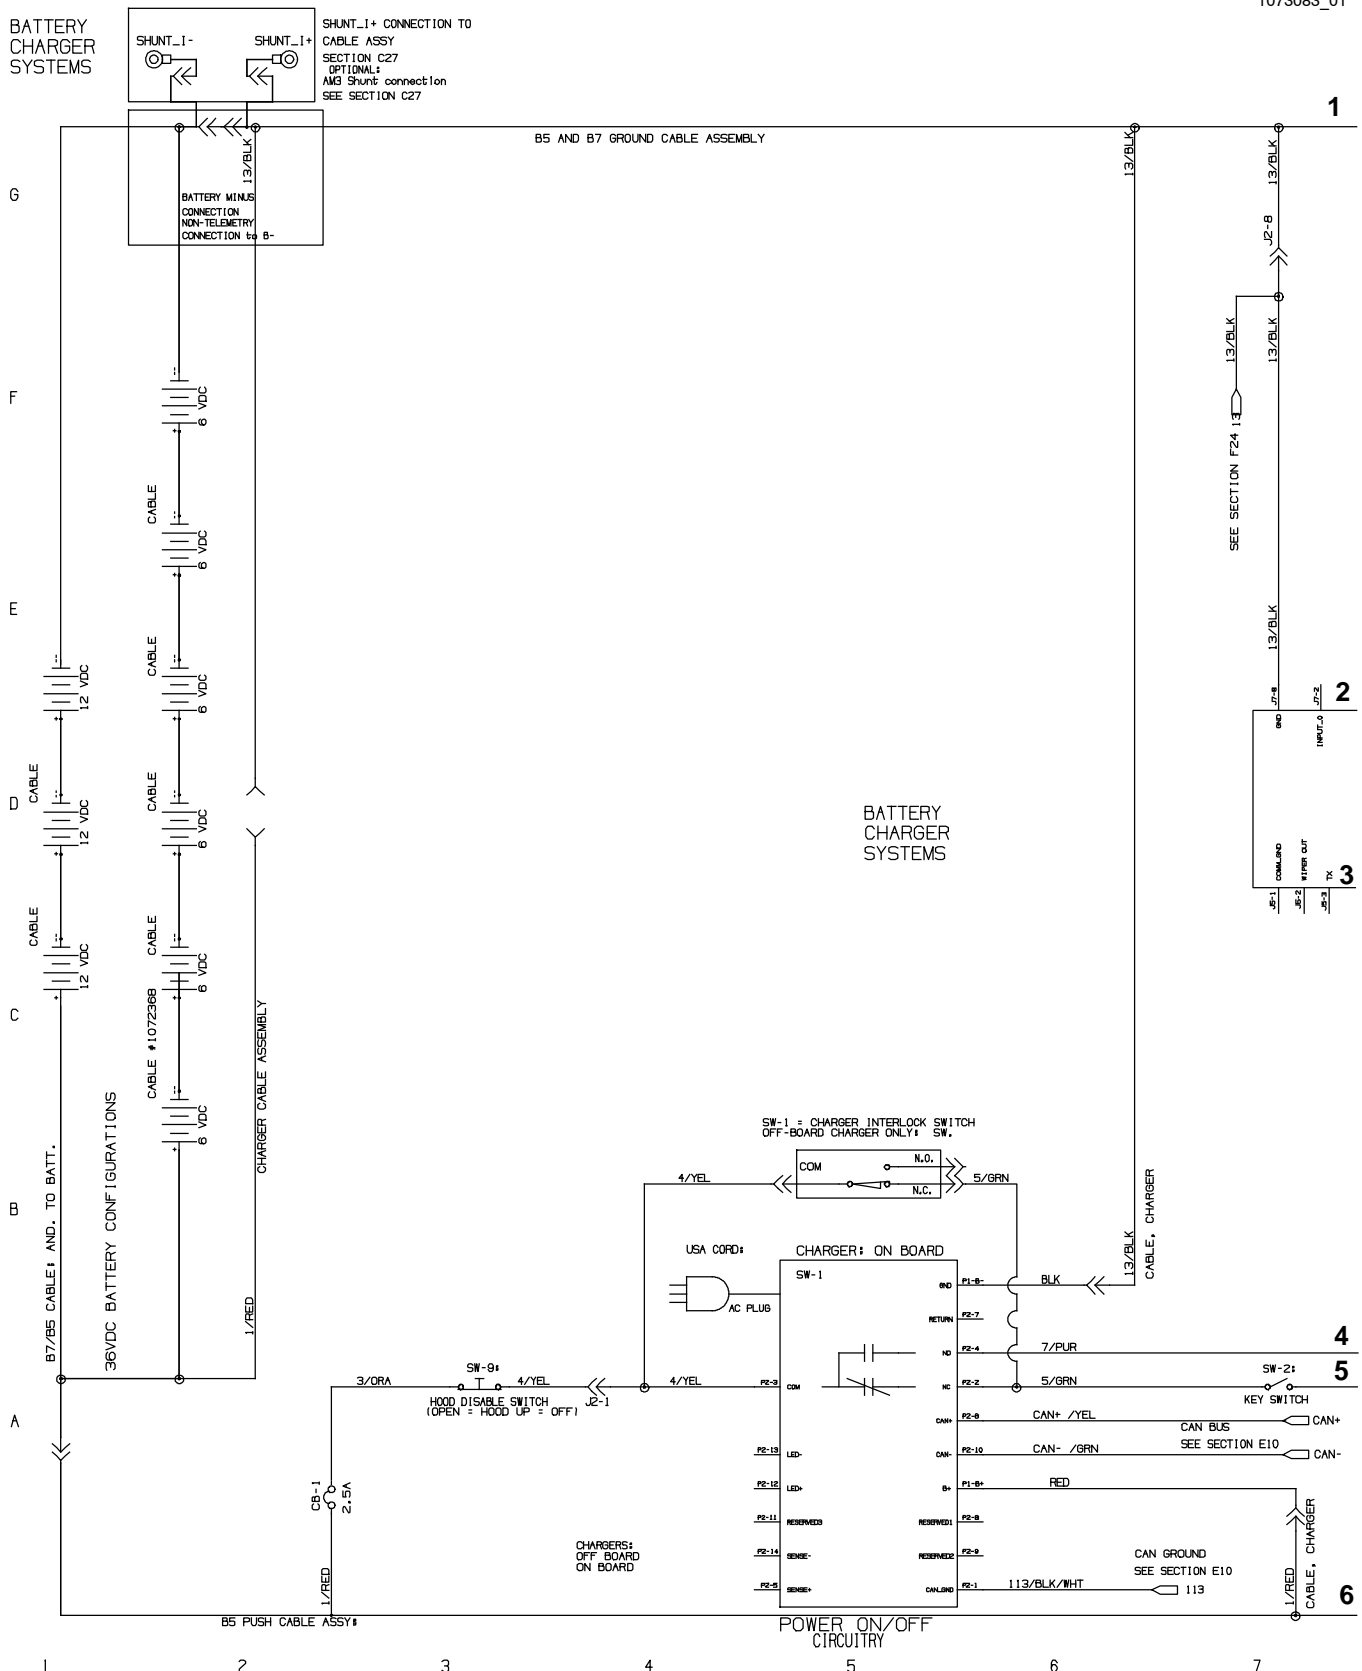 1073083_01
BATTERY
CHARGER
SYSTEMS
SHUNT_I-
SHUNT_I+
SHUNT_I+ CONNECTION TO
CABLE ASSY
SECTION C27
OPTIONAL:
AM3 Shunt connection
SEE SECTION C27
1
B5 AND B7 GROUND CABLE ASSEMBLY
13/BLK
13/BLK
13/BLK
G
BATTERY MINUS
CONNECTION
NON-TELEMETRY
CONNECTION to B-
J2-8
13/BLK
13/BLK
F
6 VDC
13
SEE SECTION F24
CABLE
6 VDC
E
13/BLK
CABLE
12 VDC
6 VDC
J7-8
J7-2
2
GND
INPUT_0
CABLE
CABLE
D
12 VDC
6 VDC
BATTERY
CHARGER
SYSTEMS
COMM.GND
WIPER OUT
TX
3
J5-1
J6-2
J5-3
CABLE
CABLE
12 VDC
6 VDC
C
CABLE #1072368
CHARGER CABLE ASSEMBLY
6 VDC
36VDC BATTERY CONFIGURATIONS
B7/B5 CABLE: AND. TO BATT.
SW-1 = CHARGER INTERLOCK SWITCH
OFF-BOARD CHARGER ONLY: SW.
COM
N.O.
N.C.
4/YEL
5/GRN
B
USA CORD:
CHARGER: ON BOARD
13/BLK
CABLE, CHARGER
SW-1
AC PLUG
GND
P1-B-
BLK
RETURN
P2-7
1/RED
NO
P2-4
7/PUR
4
SW-9:
3/ORA
4/YEL
4/YEL
P2-3
COM
NC
P2-2
5/GRN
SW-2:
5
HOOD DISABLE SWITCH
(OPEN = HOOD UP = OFF)
J2-1
KEY SWITCH
A
CAN+
P2-6
CAN+ /YEL
CAN BUS
CAN+
P2-13
LED-
CAN-
P2-10
CAN- /GRN
SEE SECTION E10
CAN-
P2-12
LED+
B+
P1-B+
RED
CB-1
2.5A
P2-11
RESERVED3
RESERVED1
P2-8
CABLE, CHARGER
CHARGERS:
OFF BOARD
ON BOARD
P2-14
SENSE-
RESERVED2
P2-9
CAN GROUND
SEE SECTION E10
P2-5
SENSE+
CAN_GND
P2-1
113/BLK/WHT
113
1/RED
1/RED
6
B5 PUSH CABLE ASSY:
POWER ON/OFF
CIRCUITRY
1
2
3
4
5
6
7